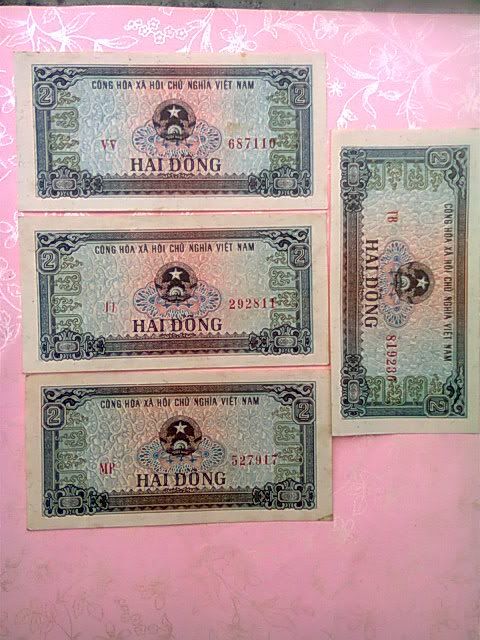 2 CỘNG HÒA XÃ HỘI CHỦ NGHĨA VIỆT NAM 2
VV 687110
HAI ĐỒNG
2 CỘNG HÒA XÃ HỘI CHỦ NGHĨA VIỆT NAM 2
292811
HAI ĐỒNG
2 CỘNG HÒA XÃ HỘI CHỦ NGHĨA VIỆT NAM 2
MP 527917
HAI ĐỒNG
2 CỘNG HÒA XÃ HỘI CHỦ NGHĨA VIỆT NAM 2
HAI ĐỒNG